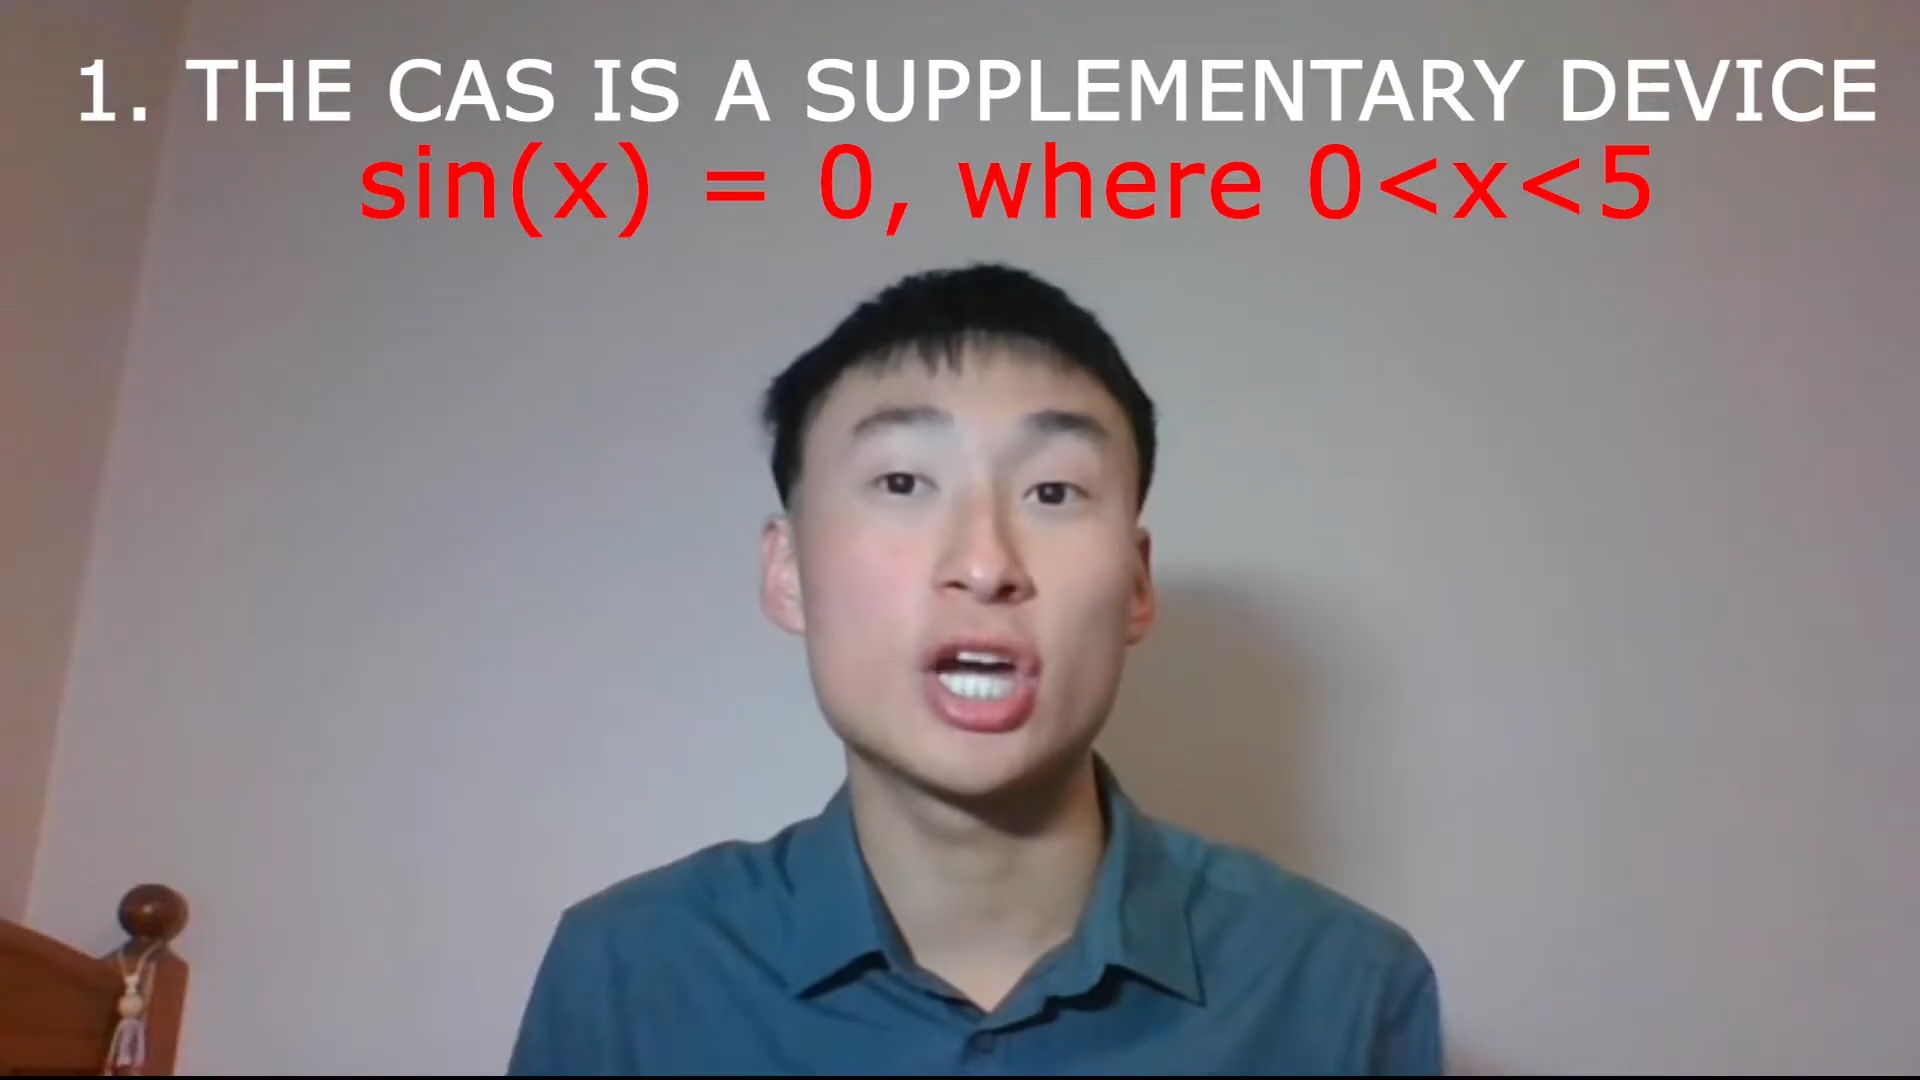 1. THE CAS IS A SUPPLEMENTARY DEVICE
sin(x) = 0, where 0<x<5